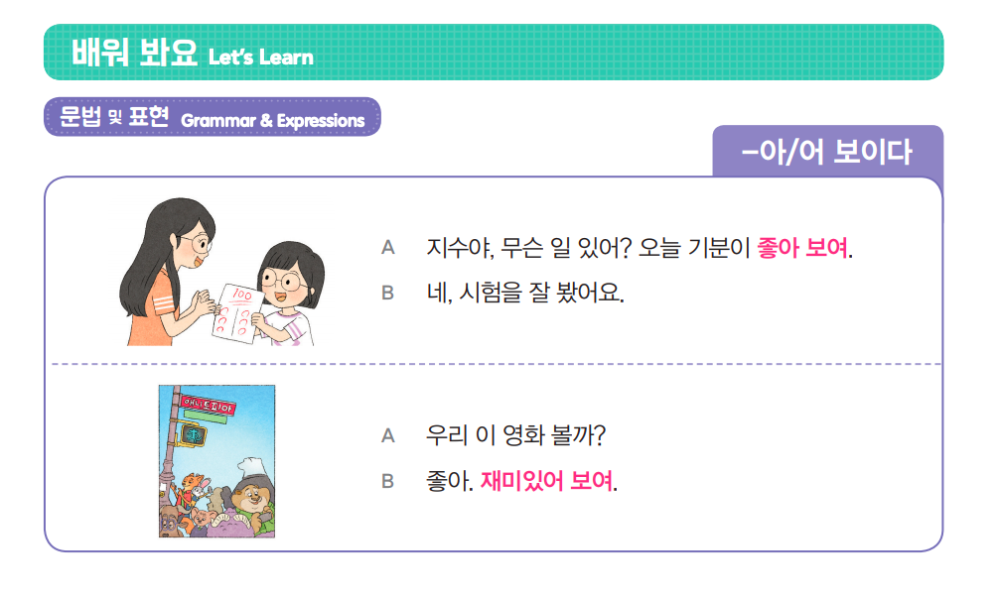 배워 봐요 Let's Learn
문법 및 표현 Grammar & Expressions
-아/어 보이다
A 지수야, 무슨 일 있어? 오늘 기분이 좋아 보여.
B 네, 시험을 잘 봤어요.
100
A 우리 이 영화 볼까?
B 좋아. 재미있어 보여.
애니트피아